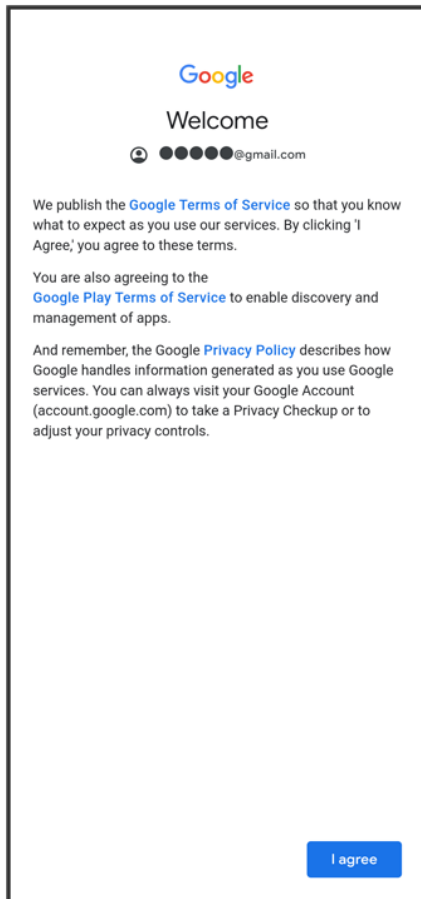 Google
Welcome
●●●●●@gmail.com
We publish the Google Terms of Service so that you know
what to expect as you use our services. By clicking 'I
Agree,' you agree to these terms.
You are also agreeing to the
Google Play Terms of Service to enable discovery and
management of apps.
And remember, the Google Privacy Policy describes how
Google handles information generated as you use Google
services. You can always visit your Google Account
(account.google.com) to take a Privacy Checkup or to
adjust your privacy controls.
I agree